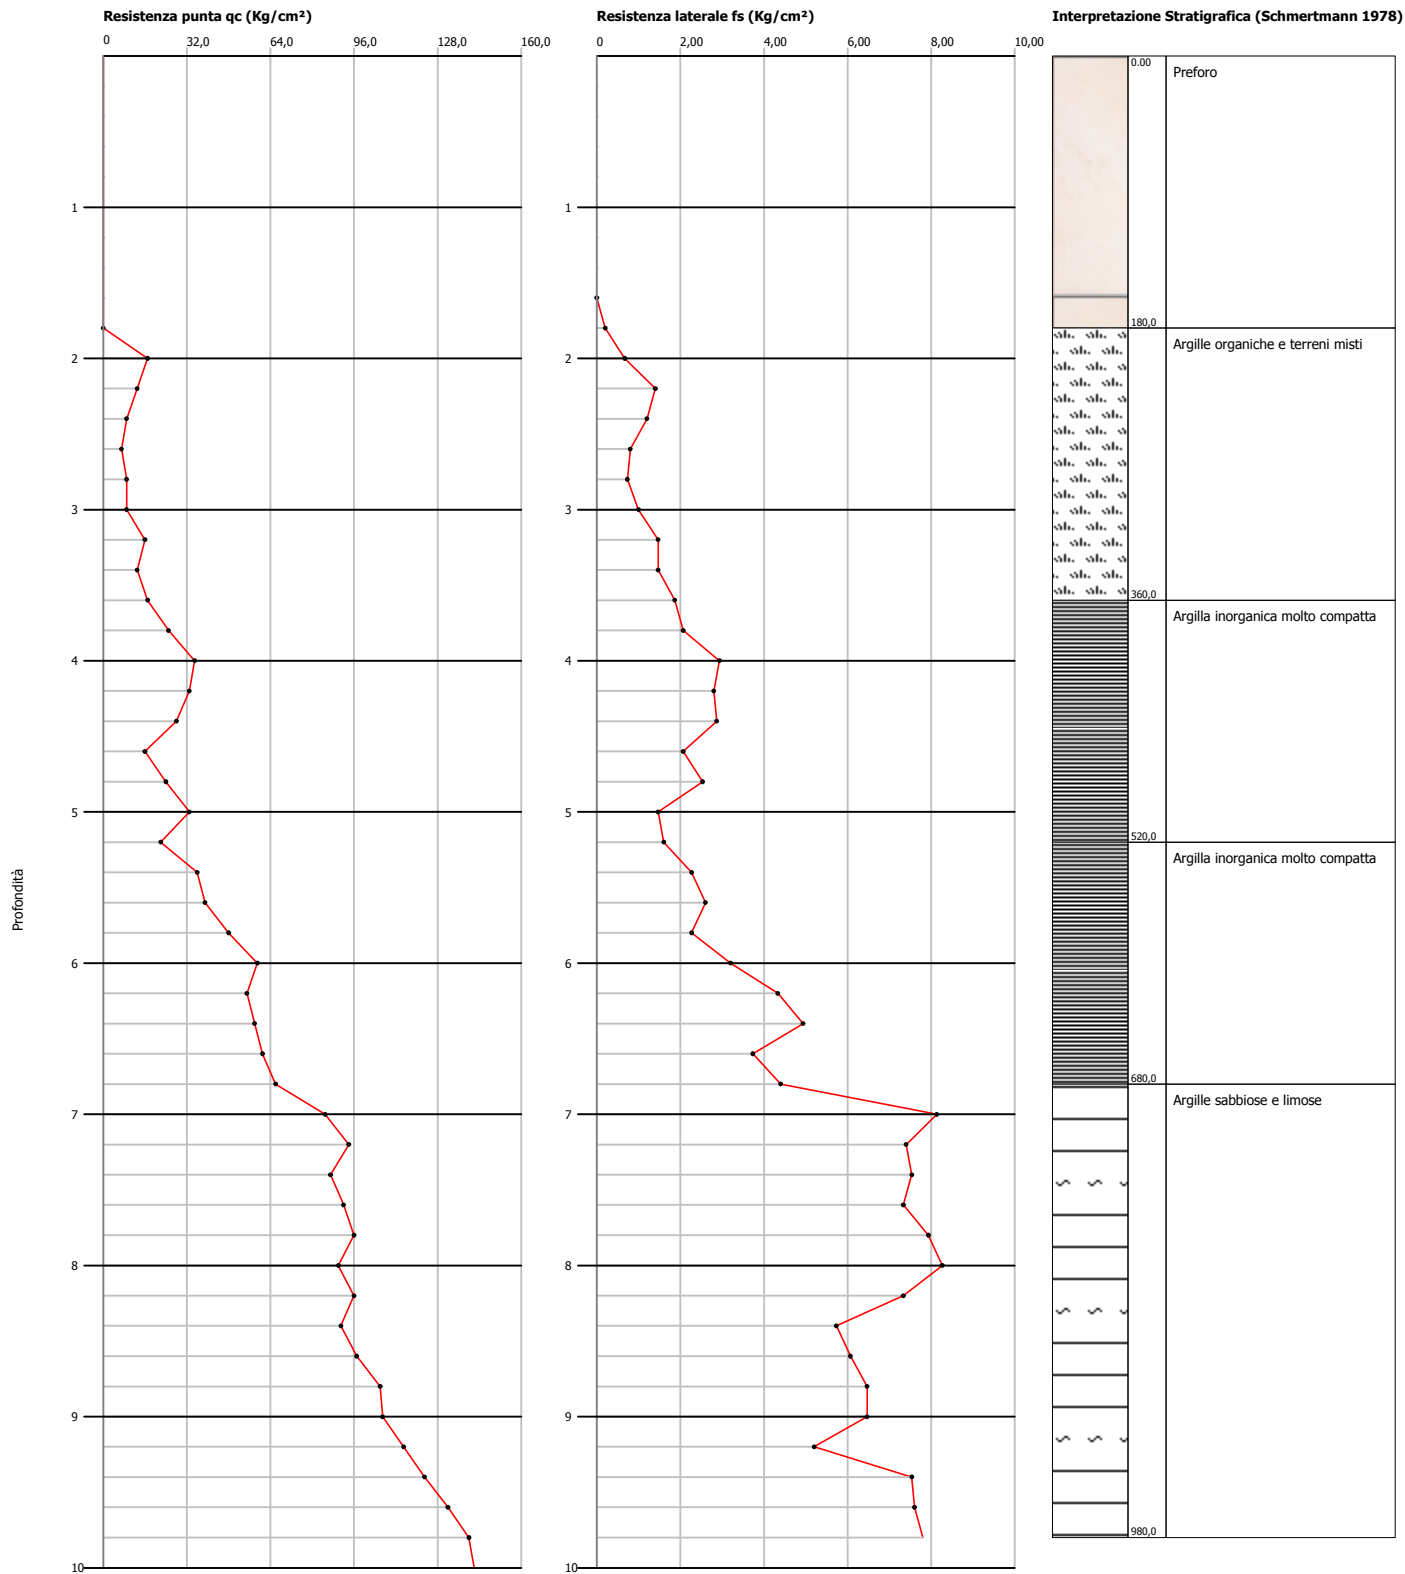 Resistenza punta qc (Kg/cm²)
0 32,0 64,0 96,0 128,0 160,0
Resistenza laterale fs (Kg/cm²)
0 2,00 4,00 6,00 8,00 10,00
Interpretazione Stratigrafica (Schmertmann 1978)
Profondità
1
2
3
4
5
6
7
8
9
10
1
2
3
4
5
6
7
8
9
10
0.00
Preforo
180,0
Argille organiche e terreni misti
360,0
Argilla inorganica molto compatta
520,0
Argilla inorganica molto compatta
680,0
Argille sabbiose e limose
980,0